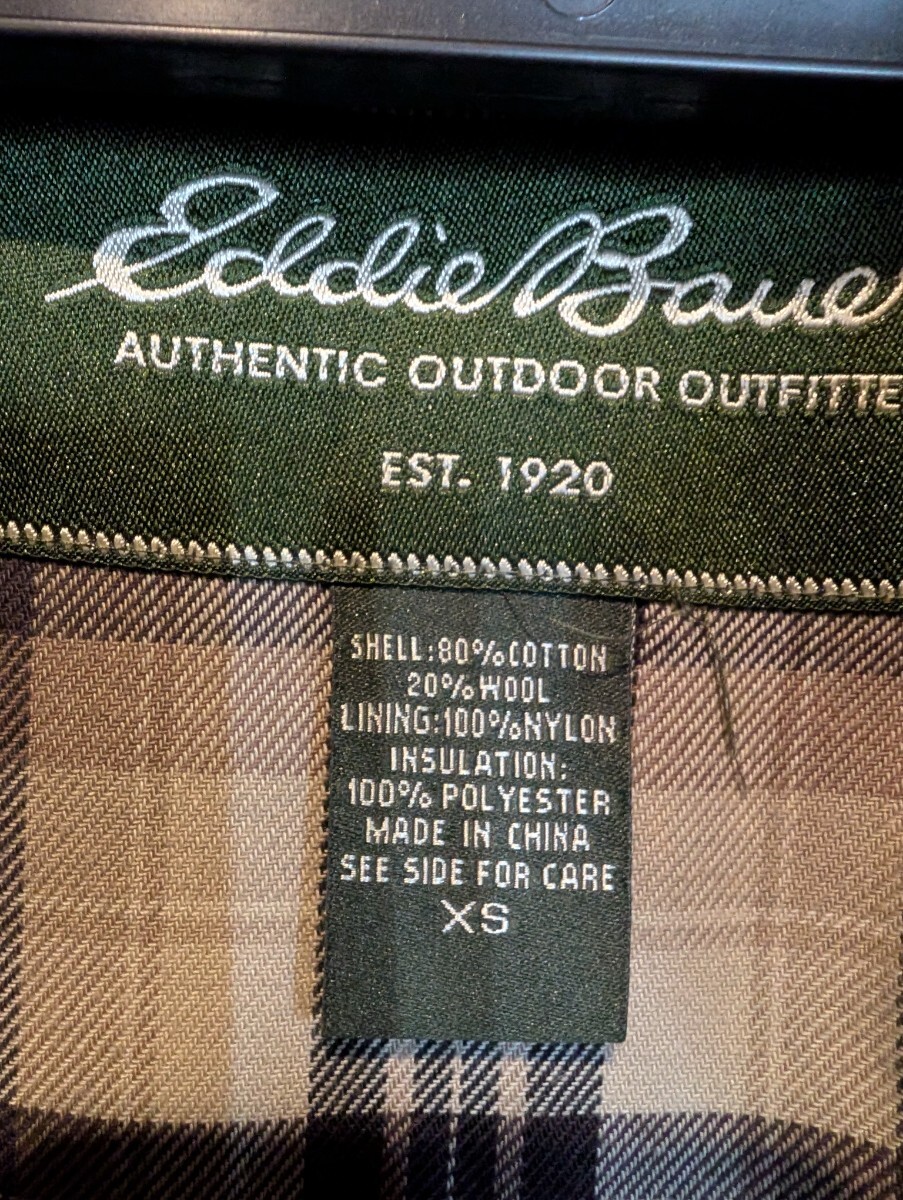 Eddie Baue
AUTHENTIC OUTDOOR OUTFITTE
EST. 1920
SHELL:80%COTTON
20%WOOL
LINING:100%NYLON
INSULATION:
100% POLYESTER
MADE IN CHINA
SEE SIDE FOR CARE
XS